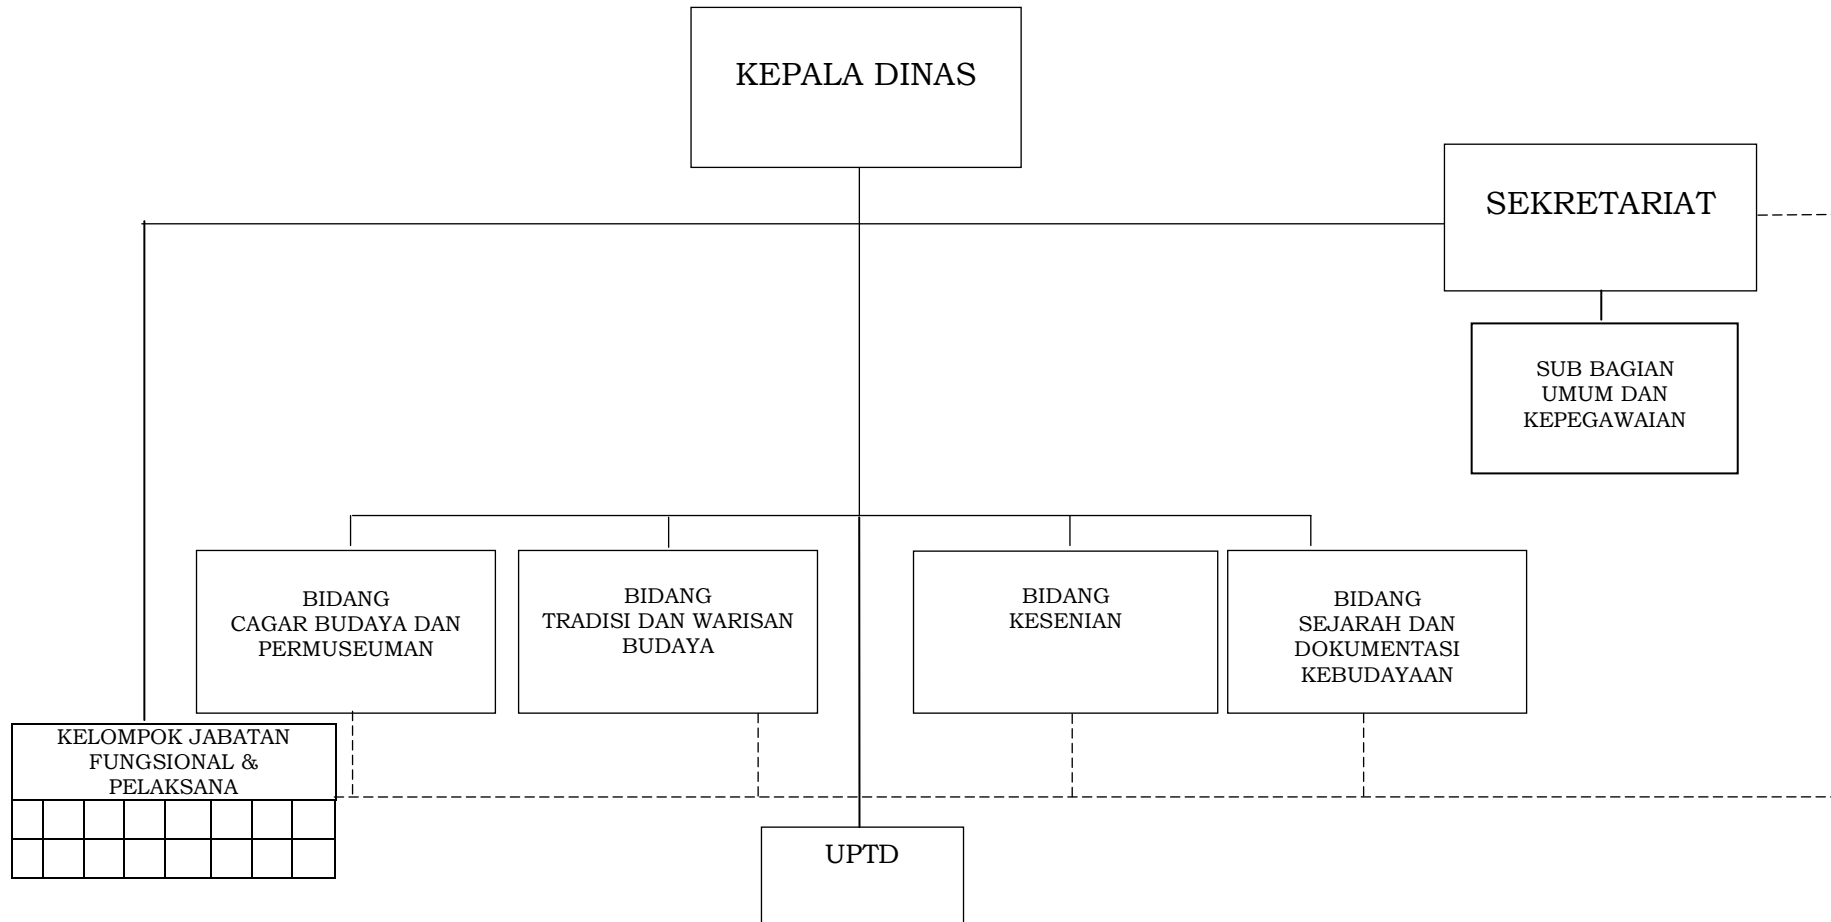 KEPALA DINAS
SEKRETARIAT
SUB BAGIAN
UMUM DAN
KEPEGAWAIAN
BIDANG
CAGAR BUDAYA DAN
PERMUSEUMAN
BIDANG
TRADISI DAN WARISAN
BUDAYA
BIDANG
KESENIAN
BIDANG
SEJARAH DAN
DOKUMENTASI
KEBUDAYAAN
KELOMPOK JABATAN
FUNGSIONAL &
PELAKSANA
UPTD